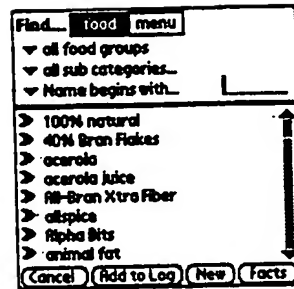 Find... food menu
all food groups
all sub categories...
Name begins with...
100% natural
40% Bran Flakes
acerola
acerola juice
All-Bran Xtra Fiber
allspice
Alpha Bits
animal fat
Cancel Add to Log New Facts